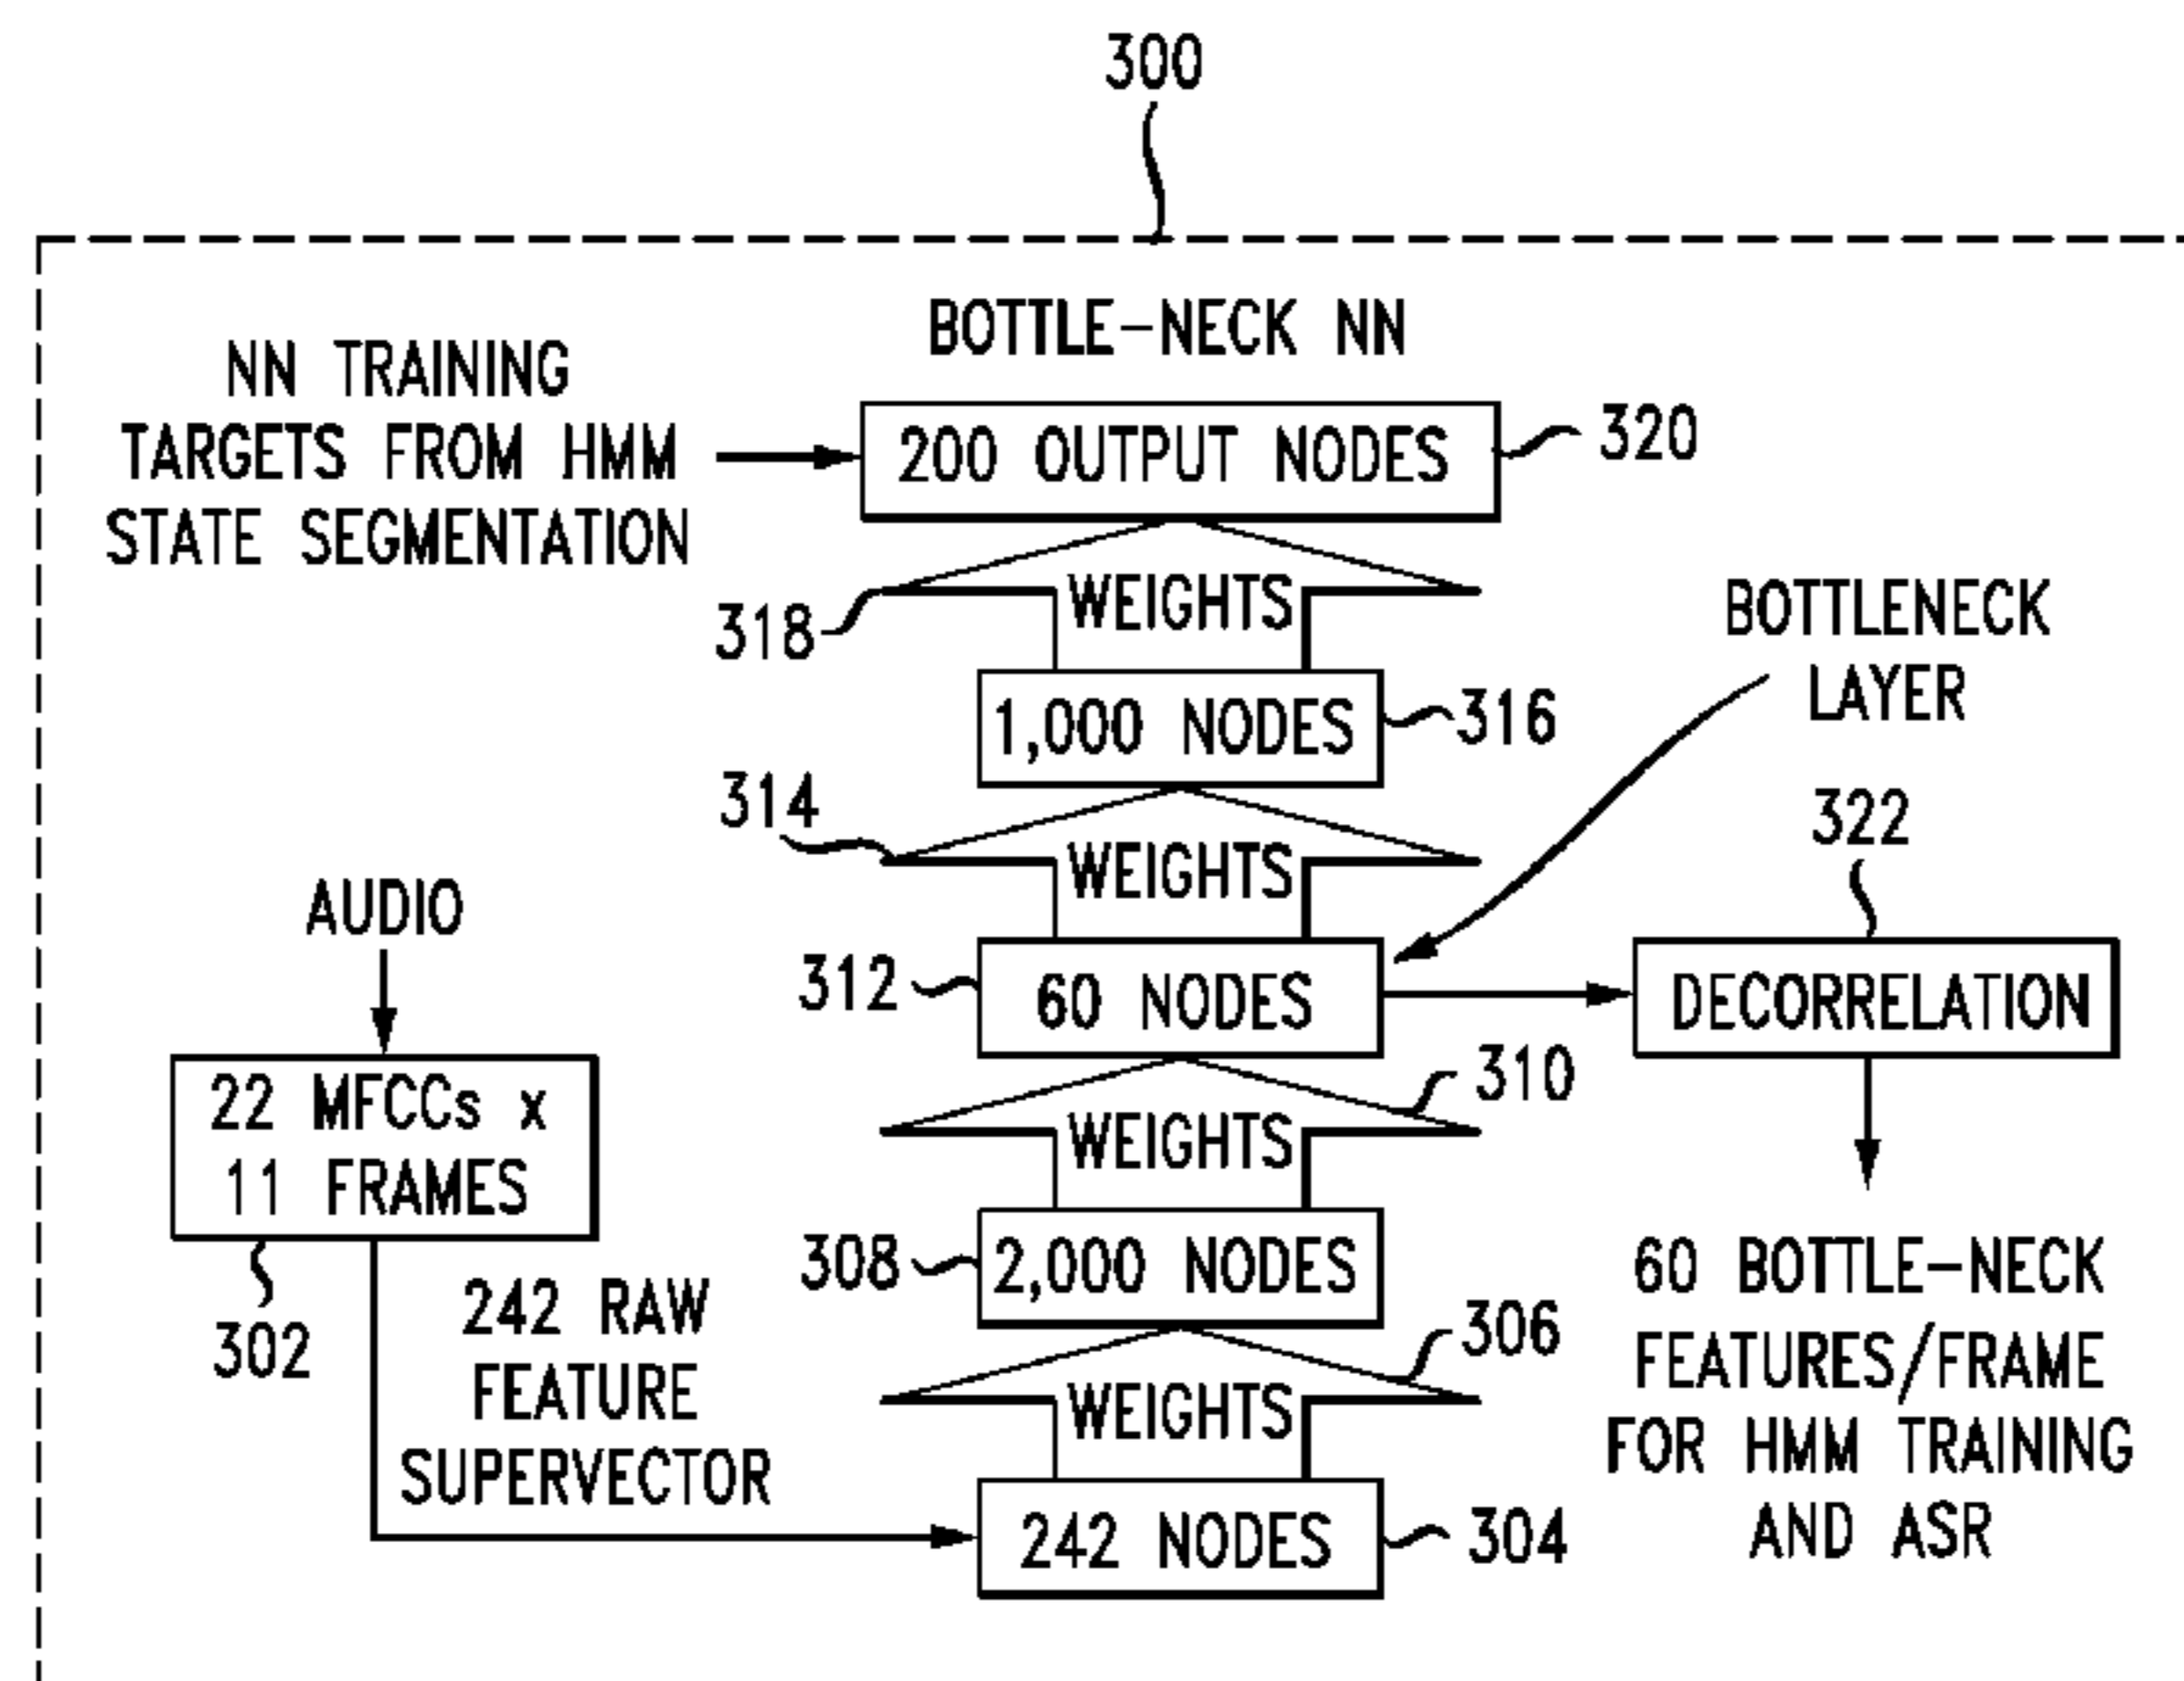 300
BOTTLE-NECK NN
NN TRAINING
TARGETS FROM HMM
STATE SEGMENTATION
200 OUTPUT NODES
320
WEIGHTS
318
BOTTLENECK
LAYER
1,000 NODES
316
314
WEIGHTS
322
AUDIO
312
60 NODES
DECORRELATION
22 MFCCs x
11 FRAMES
310
WEIGHTS
308
2,000 NODES
60 BOTTLE-NECK
FEATURES/FRAME
FOR HMM TRAINING
AND ASR
302
242 RAW
FEATURE
SUPERVECTOR
306
WEIGHTS
242 NODES
304